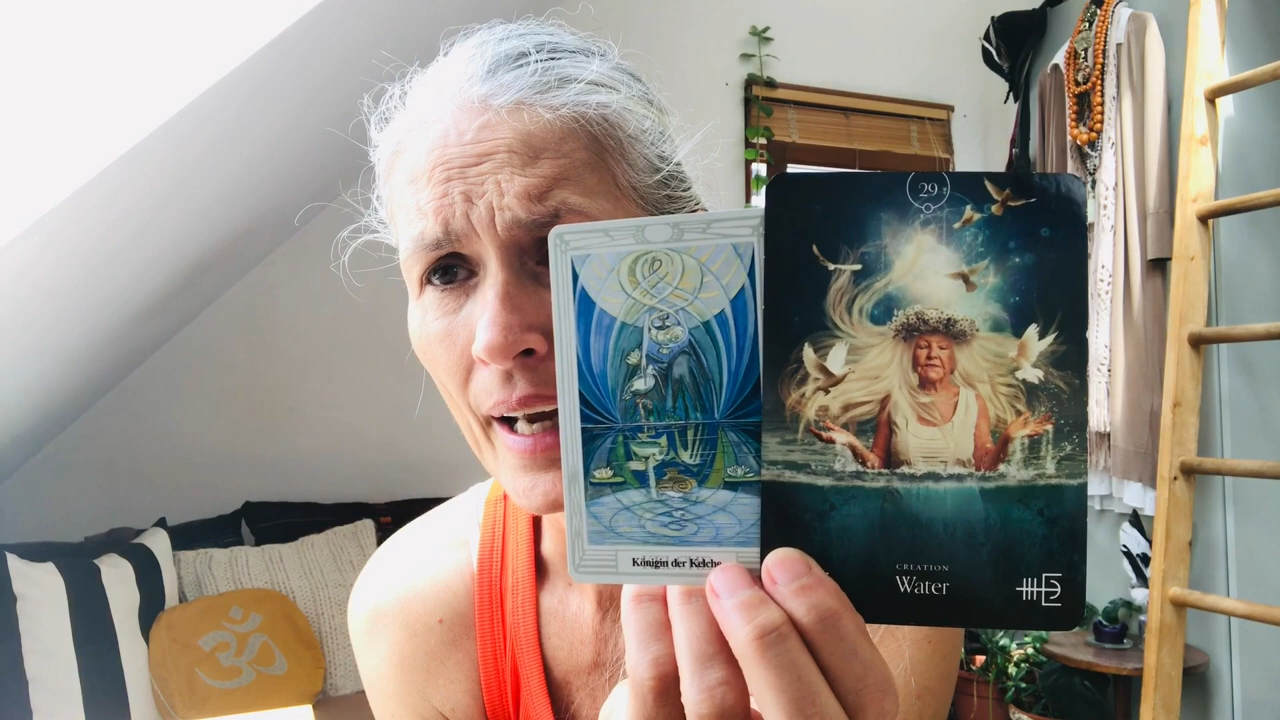 Königin der Kelche
29
CREATION
Water
ॐ